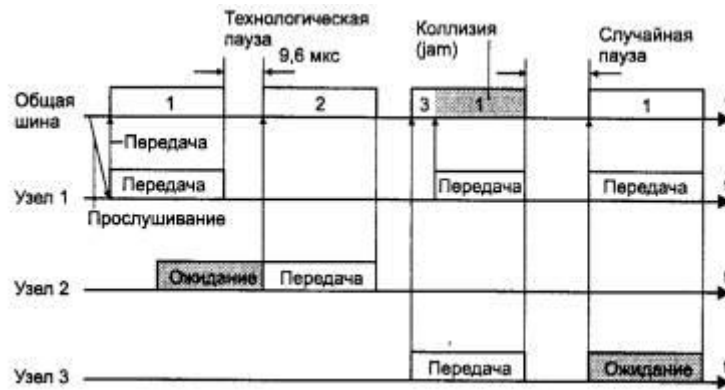 Технологическая
пауза
9,6 мкс
Коллизия
(jam)
Случайная
пауза
Общая
шина
1
2
3
1
1
Передача
Передача
Передача
Передача
Узел 1
Прослушивание
Узел 2
Ожидание
Передача
Узел 3
Передача
Ожидание